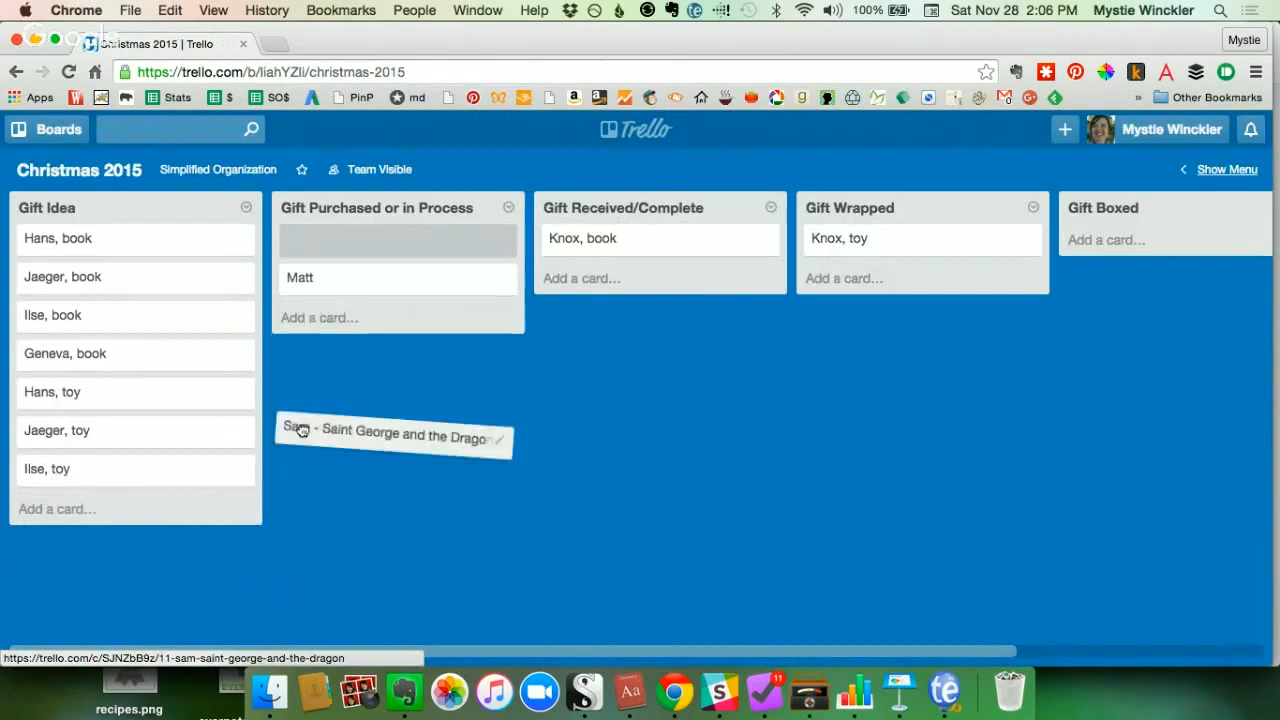 Chrome File Edit View History Bookmarks People Window Help 100% Sat Nov 28 2:06 PM Mystie Winckler
Google
Christmas 2015 | Trello
Mystie
https://trello.com/b/liahYZli/christmas-2015
Apps Stats $ SO$ PinP md » Other Bookmarks
Boards Trello Mystie Winckler
Christmas 2015 Simplified Organization Team Visible Show Menu
Gift Idea
Hans, book
Jaeger, book
Ilse, book
Geneva, book
Hans, toy
Jaeger, toy
Ilse, toy
Add a card...
Gift Purchased or in Process
Matt
Add a card...
Sam - Saint George and the Dragon
Gift Received/Complete
Knox, book
Add a card...
Gift Wrapped
Knox, toy
Add a card...
Gift Boxed
Add a card...
https://trello.com/c/SJNZbB9z/11-sam-saint-george-and-the-dragon
11
recipes.png